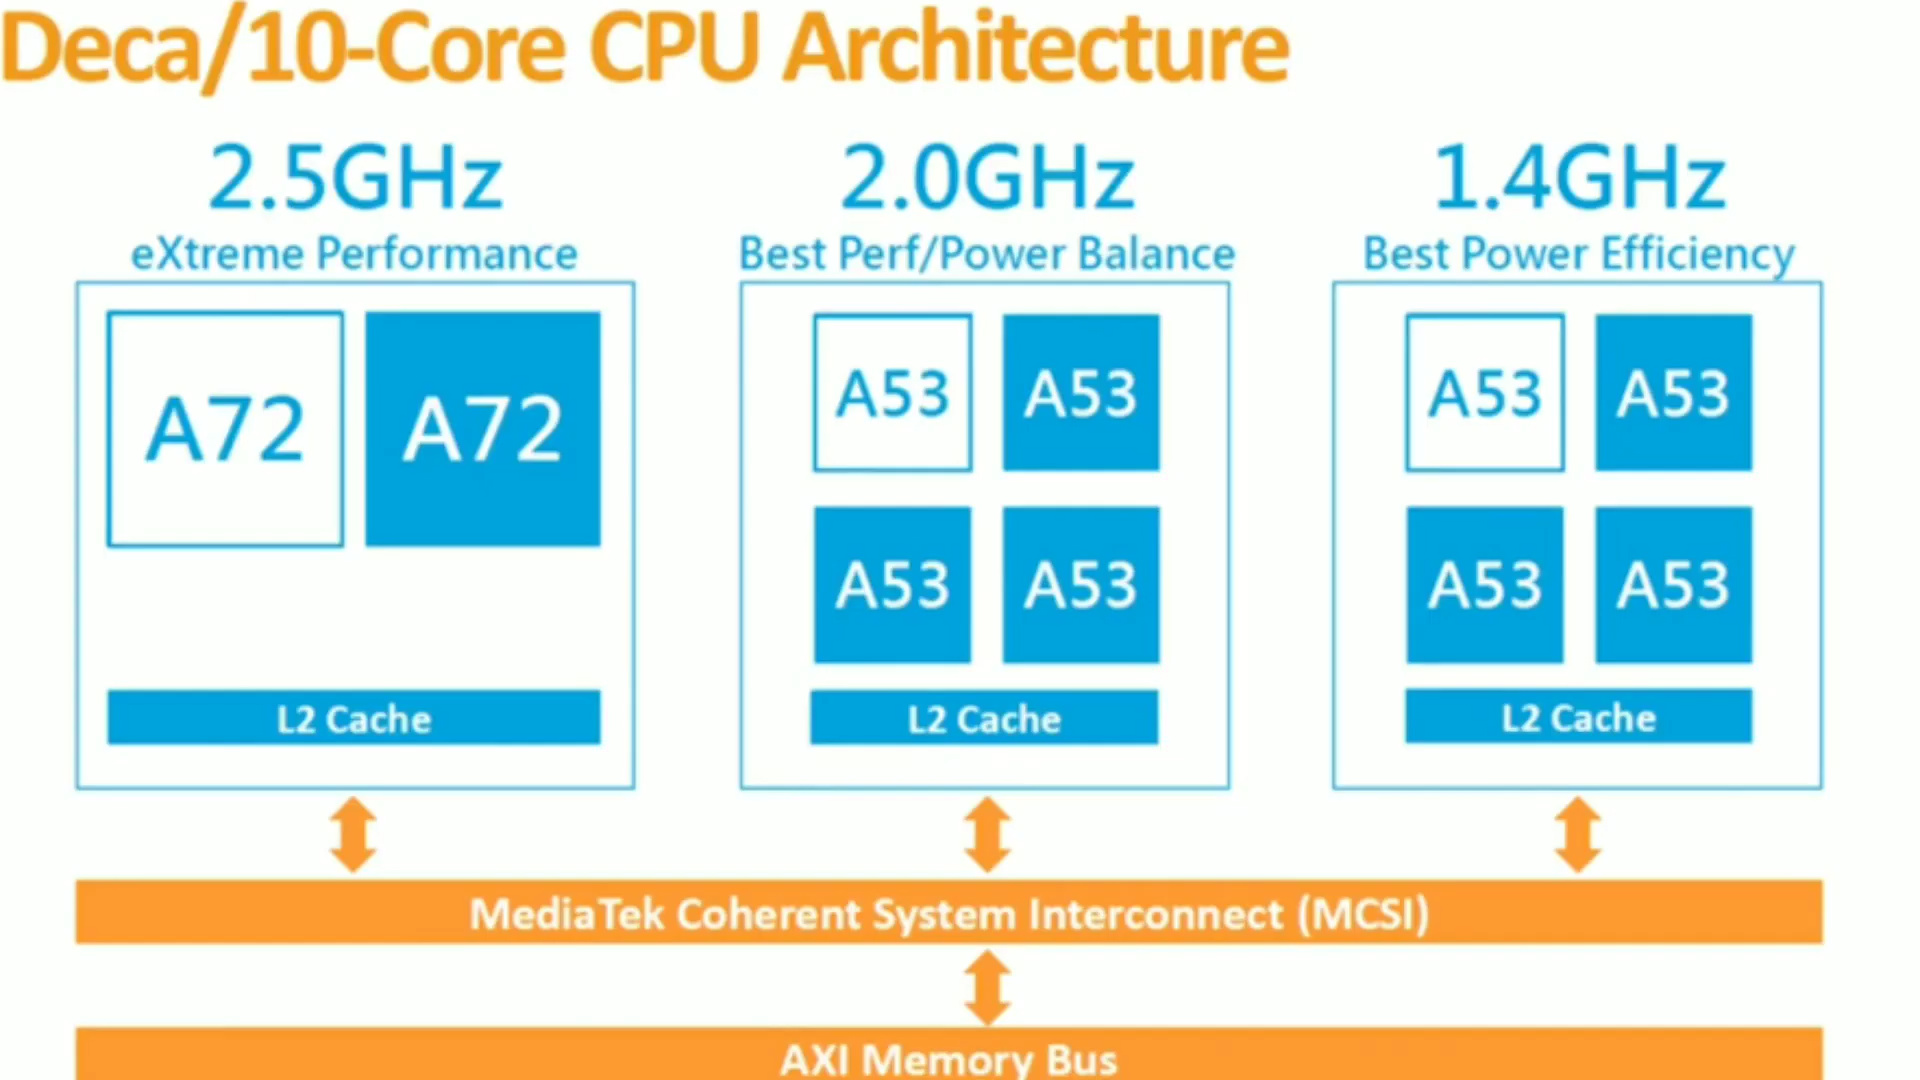 Deca/10-Core CPU Architecture
2.5GHz
eXtreme Performance
A72 A72
L2 Cache
2.0GHz
Best Perf/Power Balance
A53 A53
A53 A53
L2 Cache
1.4GHz
Best Power Efficiency
A53 A53
A53 A53
L2 Cache
MediaTek Coherent System Interconnect (MCSI)
AXI Memory Bus